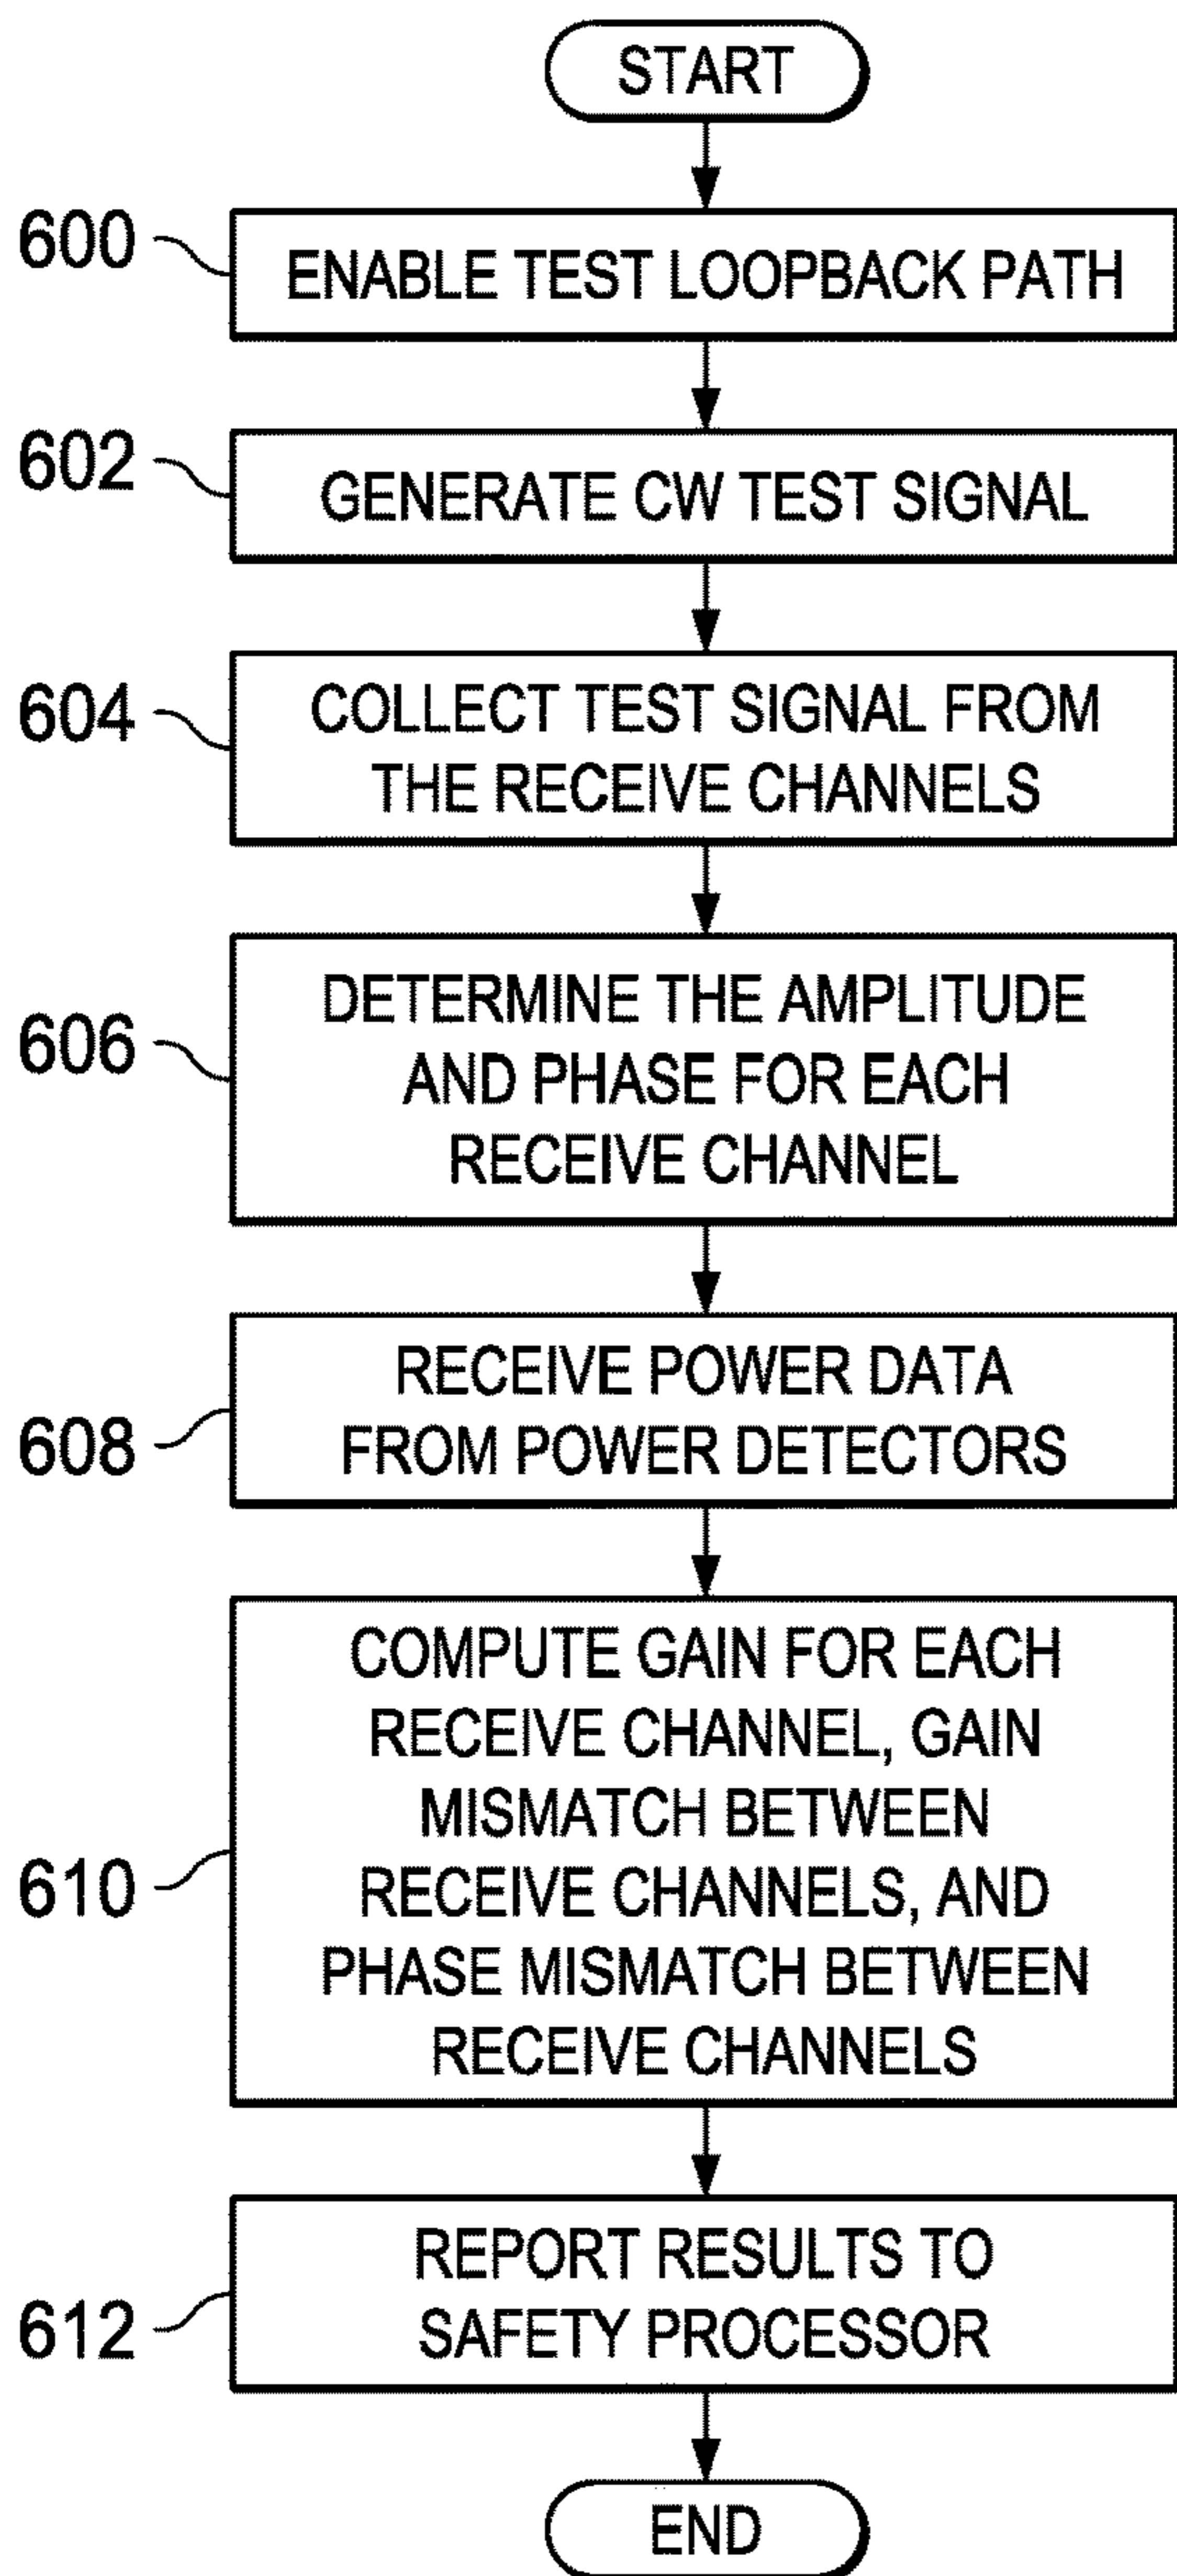 START
600
ENABLE TEST LOOPBACK PATH
602
GENERATE CW TEST SIGNAL
604
COLLECT TEST SIGNAL FROM
THE RECEIVE CHANNELS
606
DETERMINE THE AMPLITUDE
AND PHASE FOR EACH
RECEIVE CHANNEL
608
RECEIVE POWER DATA
FROM POWER DETECTORS
610
COMPUTE GAIN FOR EACH
RECEIVE CHANNEL, GAIN
MISMATCH BETWEEN
RECEIVE CHANNELS, AND
PHASE MISMATCH BETWEEN
RECEIVE CHANNELS
612
REPORT RESULTS TO
SAFETY PROCESSOR
END